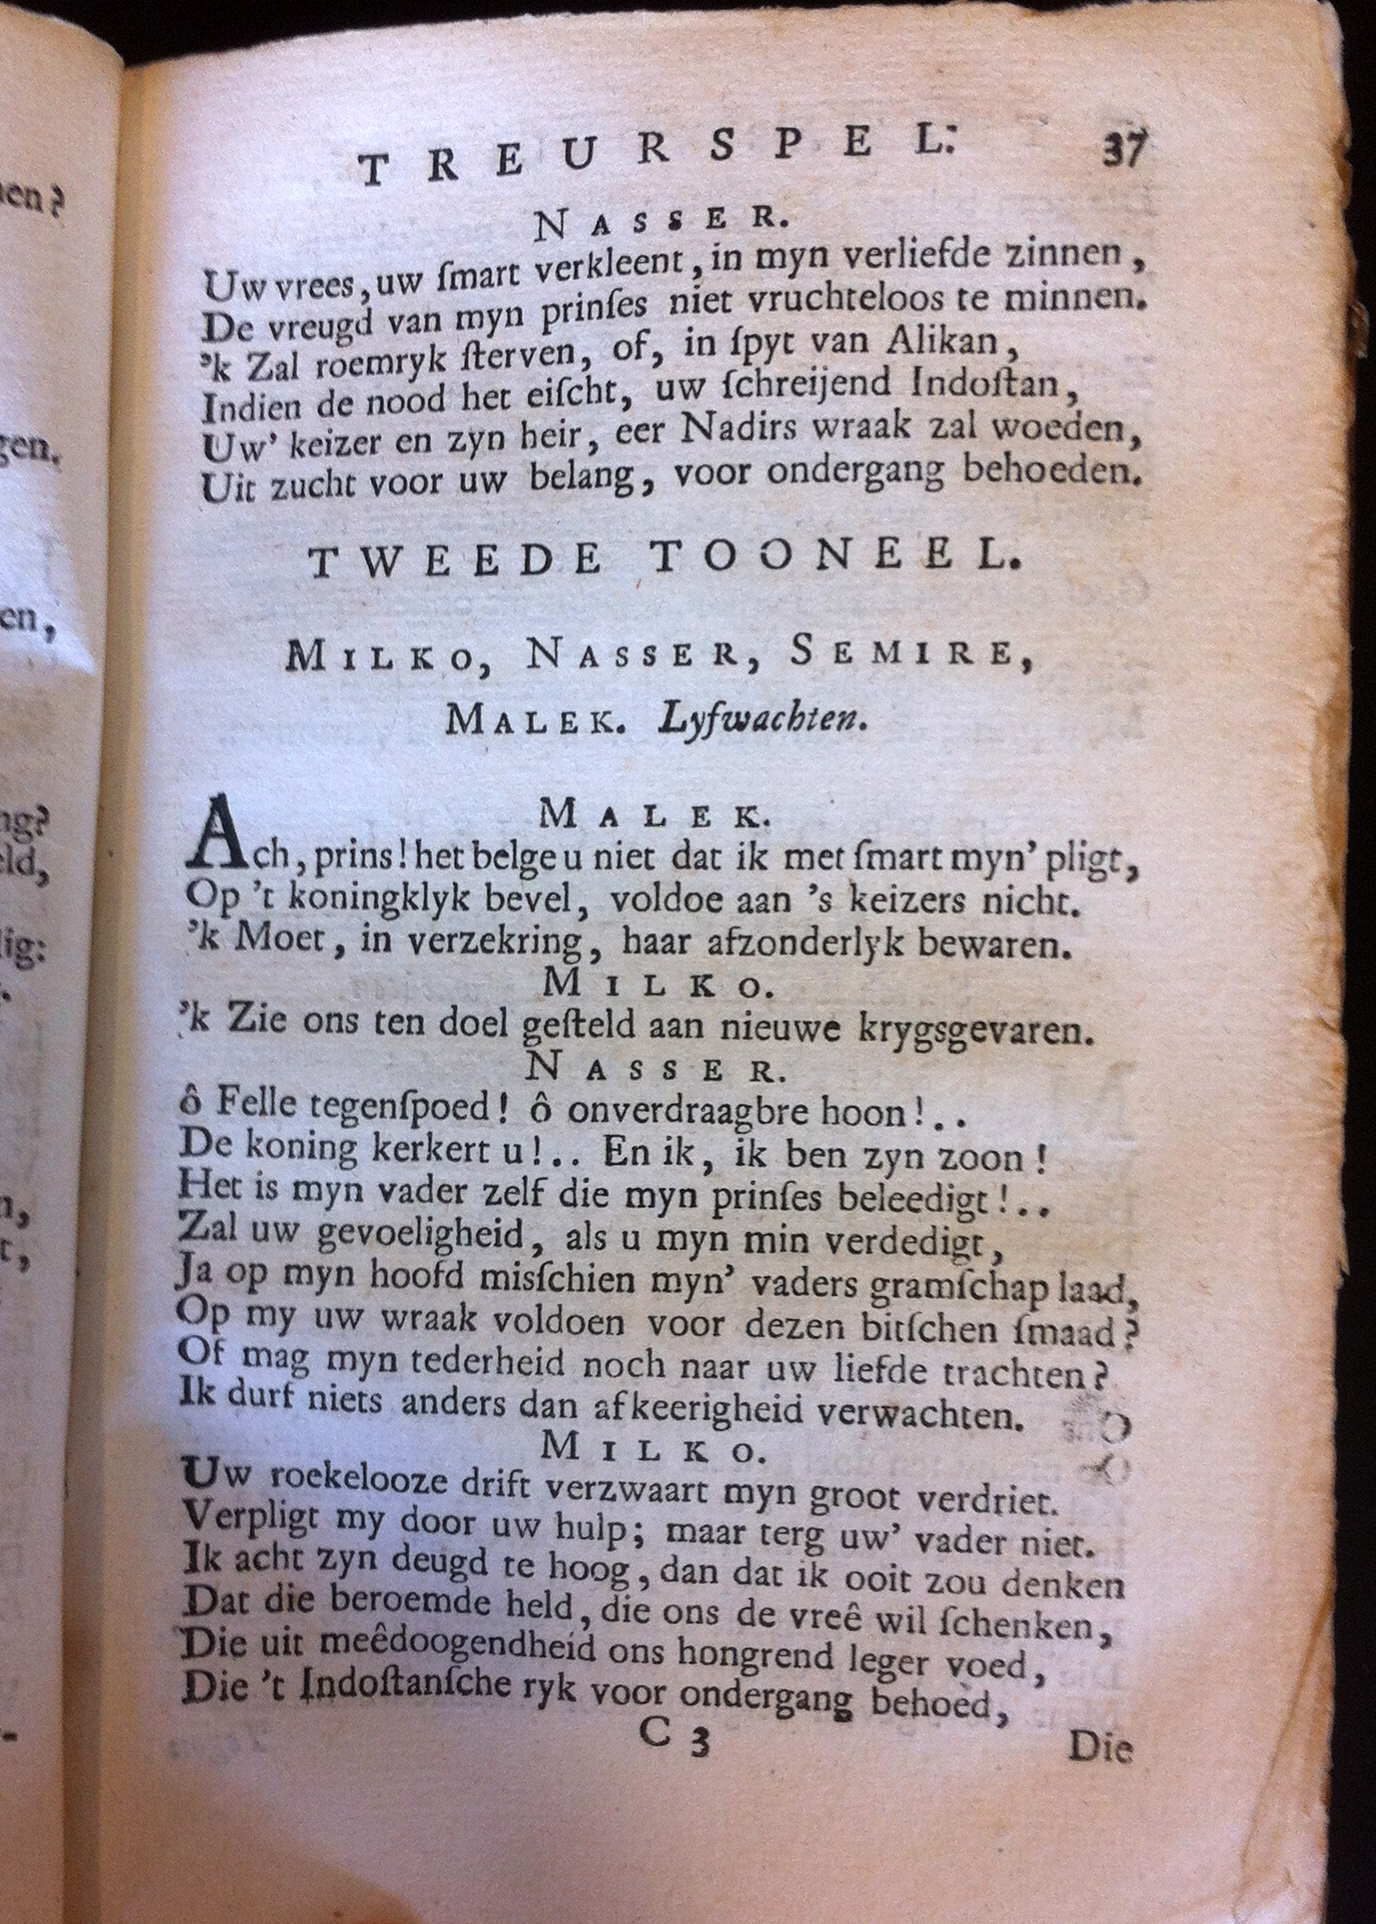 TREURSPEL. 37
NASSER.
Uw vrees, uw ſmart verkleent, in myn verliefde zinnen,
De vreugd van myn prinſes niet vruchteloos te minnen.
'k Zal roemryk ſterven, of, in ſpyt van Alikan,
Indien de nood het eiſcht, uw ſchreijend Indoſtan,
Uw' keizer en zyn heir, eer Nadirs wraak zal woeden,
Uit zucht voor uw belang, voor ondergang behoeden.
TWEEDE TOONEEL.
MILKO, NASSER, SEMIRE,
MALEK. Lyfwachten.
MALEK.
Ach, prins! het belge u niet dat ik met ſmart myn' pligt,
Op 't koningklyk bevel, voldoe aan 's keizers nicht.
'k Moet, in verzekring, haar afzonderlyk bewaren.
MILKO.
'k Zie ons ten doel geſteld aan nieuwe krygsgevaren.
NASSER.
ô Felle tegenſpoed! ô onverdraagbre hoon!..
De koning kerkert u!.. En ik, ik ben zyn zoon!
Het is myn vader zelf die myn prinſes beleedigt!..
Zal uw gevoeligheid, als u myn min verdedigt,
Ja op myn hoofd misſchien myn' vaders gramſchap laad,
Op my uw wraak voldoen voor dezen bitſchen ſmaad?
Of mag myn tederheid noch naar uw liefde trachten?
Ik durf niets anders dan afkeerigheid verwachten.
MILKO.
Uw roekelooze drift verzwaart myn groot verdriet.
Verpligt my door uw hulp; maar terg uw' vader niet.
Ik acht zyn deugd te hoog, dan dat ik ooit zou denken
Dat die beroemde held, die ons de vreê wil ſchenken,
Die uit meêdoogendheid ons hongrend leger voed,
Die 't Indoſtanſche ryk voor ondergang behoed,
C 3 Die
nen?
gen.
en,
ng?
eld,
lig:
n,
t,